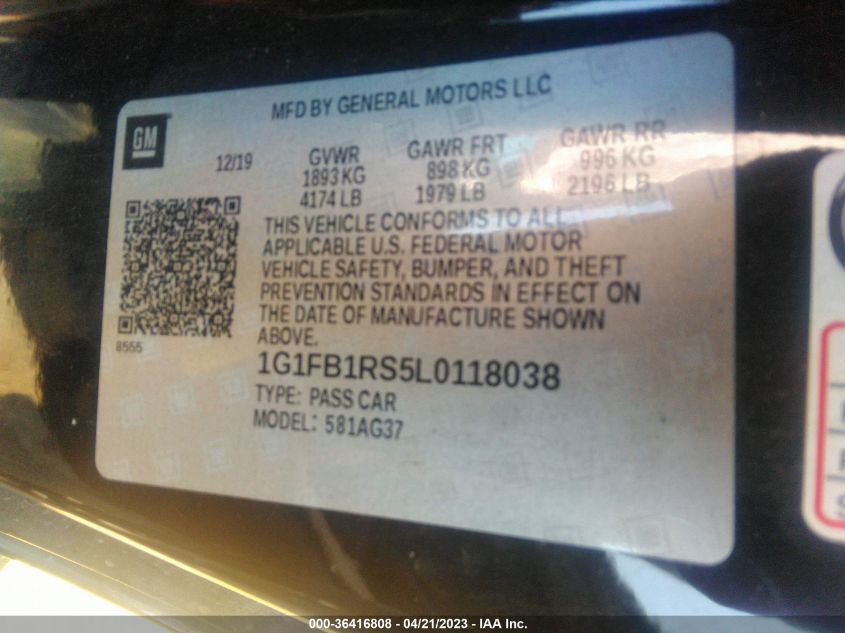 MFD BY GENERAL MOTORS LLC
GM
12/19
GVWR
1893 KG
4174 LB
GAWR FRT
898 KG
1979 LB
GAWR RR
996 KG
2196 LB
THIS VEHICLE CONFORMS TO ALL
APPLICABLE U.S. FEDERAL MOTOR
VEHICLE SAFETY, BUMPER, AND THEFT
PREVENTION STANDARDS IN EFFECT ON
THE DATE OF MANUFACTURE SHOWN
ABOVE.
8555
1G1FB1RS5L0118038
TYPE: PASS CAR
MODEL: 581AG37
000-36416808 - 04/21/2023 - IAA Inc.